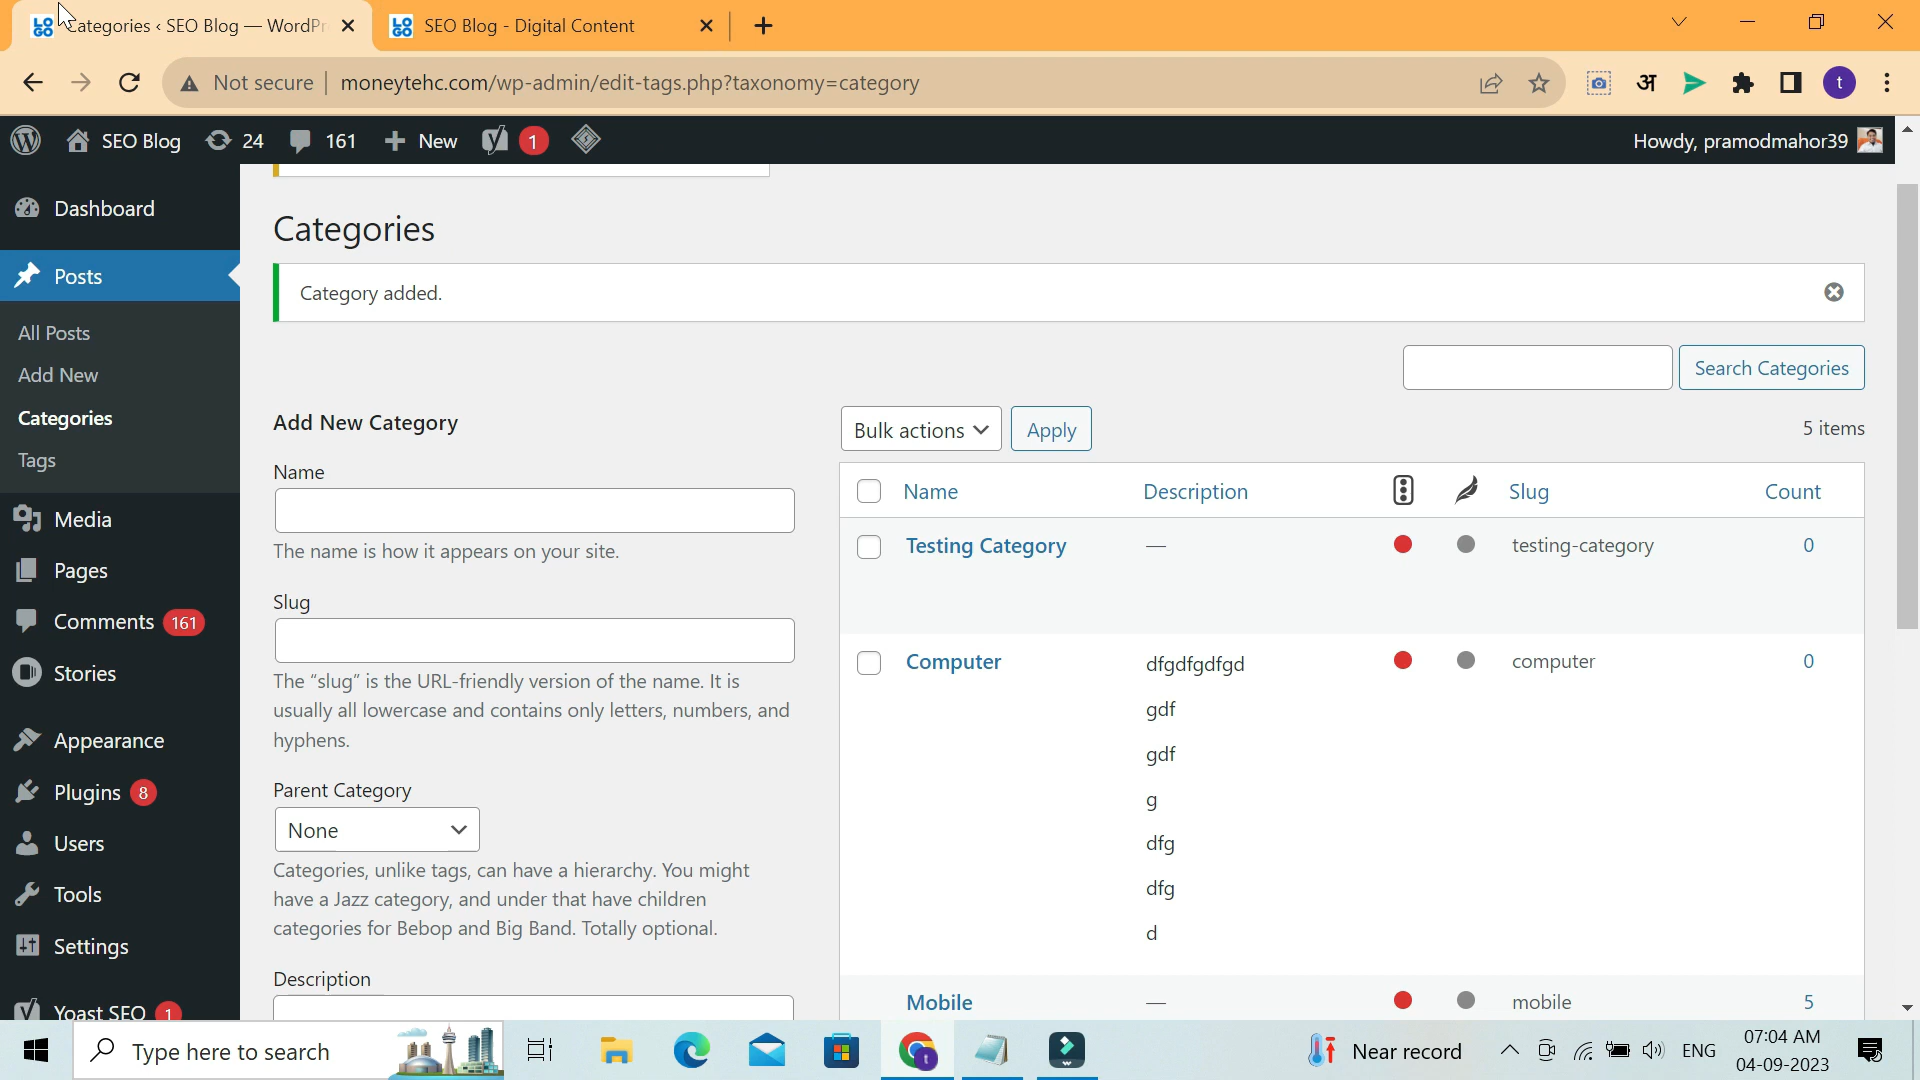 Categories ‹ SEO Blog — WordPr
SEO Blog - Digital Content
Not secure
moneytehc.com/wp-admin/edit-tags.php?taxonomy=category
अ
t
SEO Blog
24
161
New
1
Howdy, pramodmahor39
Dashboard
Posts
All Posts
Add New
Categories
Tags
Media
Pages
Comments 161
Stories
Appearance
Plugins 8
Users
Tools
Settings
Yoast SEO 1
Categories
Category added.
Search Categories
Add New Category
Name
The name is how it appears on your site.
Slug
The “slug” is the URL-friendly version of the name. It is
usually all lowercase and contains only letters, numbers, and
hyphens.
Parent Category
None
Categories, unlike tags, can have a hierarchy. You might
have a Jazz category, and under that have children
categories for Bebop and Big Band. Totally optional.
Description
Bulk actions
Apply
5 items
Name Description Slug Count
Testing Category — testing-category 0
Computer dfgdfgdfgd computer 0
gdf
gdf
g
dfg
dfg
d
Mobile — mobile 5
Type here to search
Near record
ENG
07:04 AM
04-09-2023